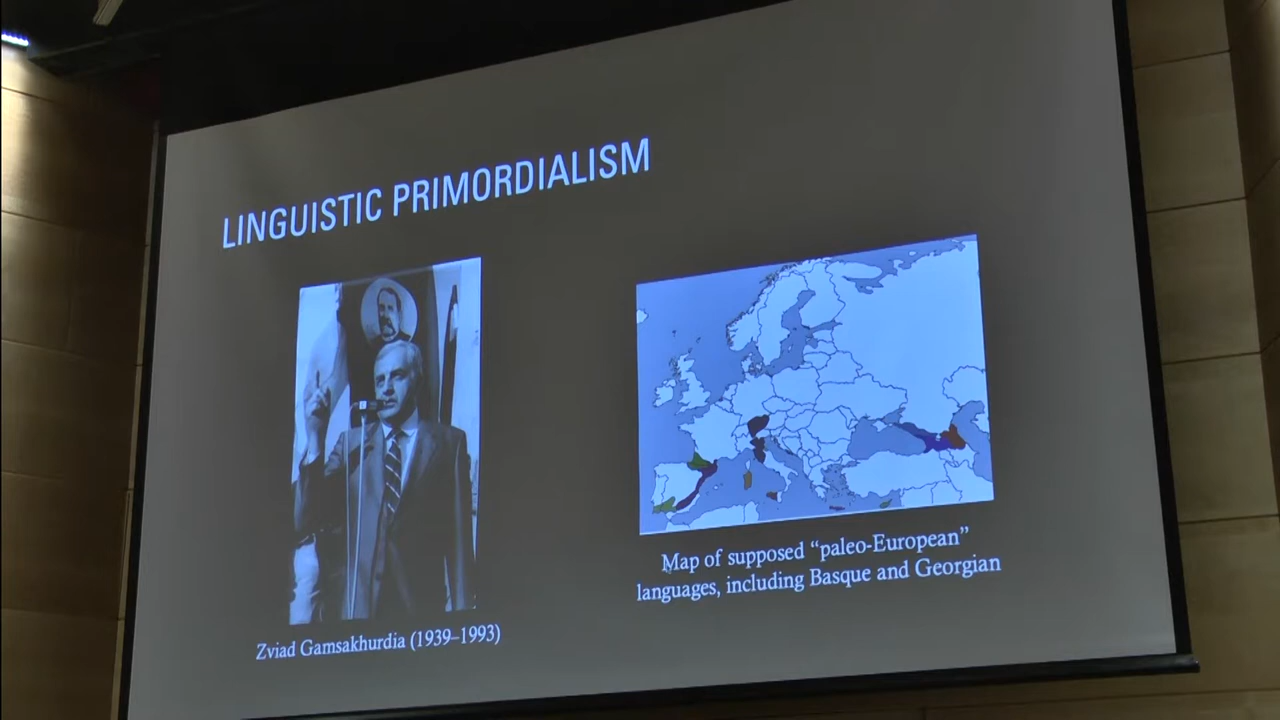 LINGUISTIC PRIMORDIALISM
Zviad Gamsakhurdia (1939–1993)
Map of supposed “paleo-European”
languages, including Basque and Georgian